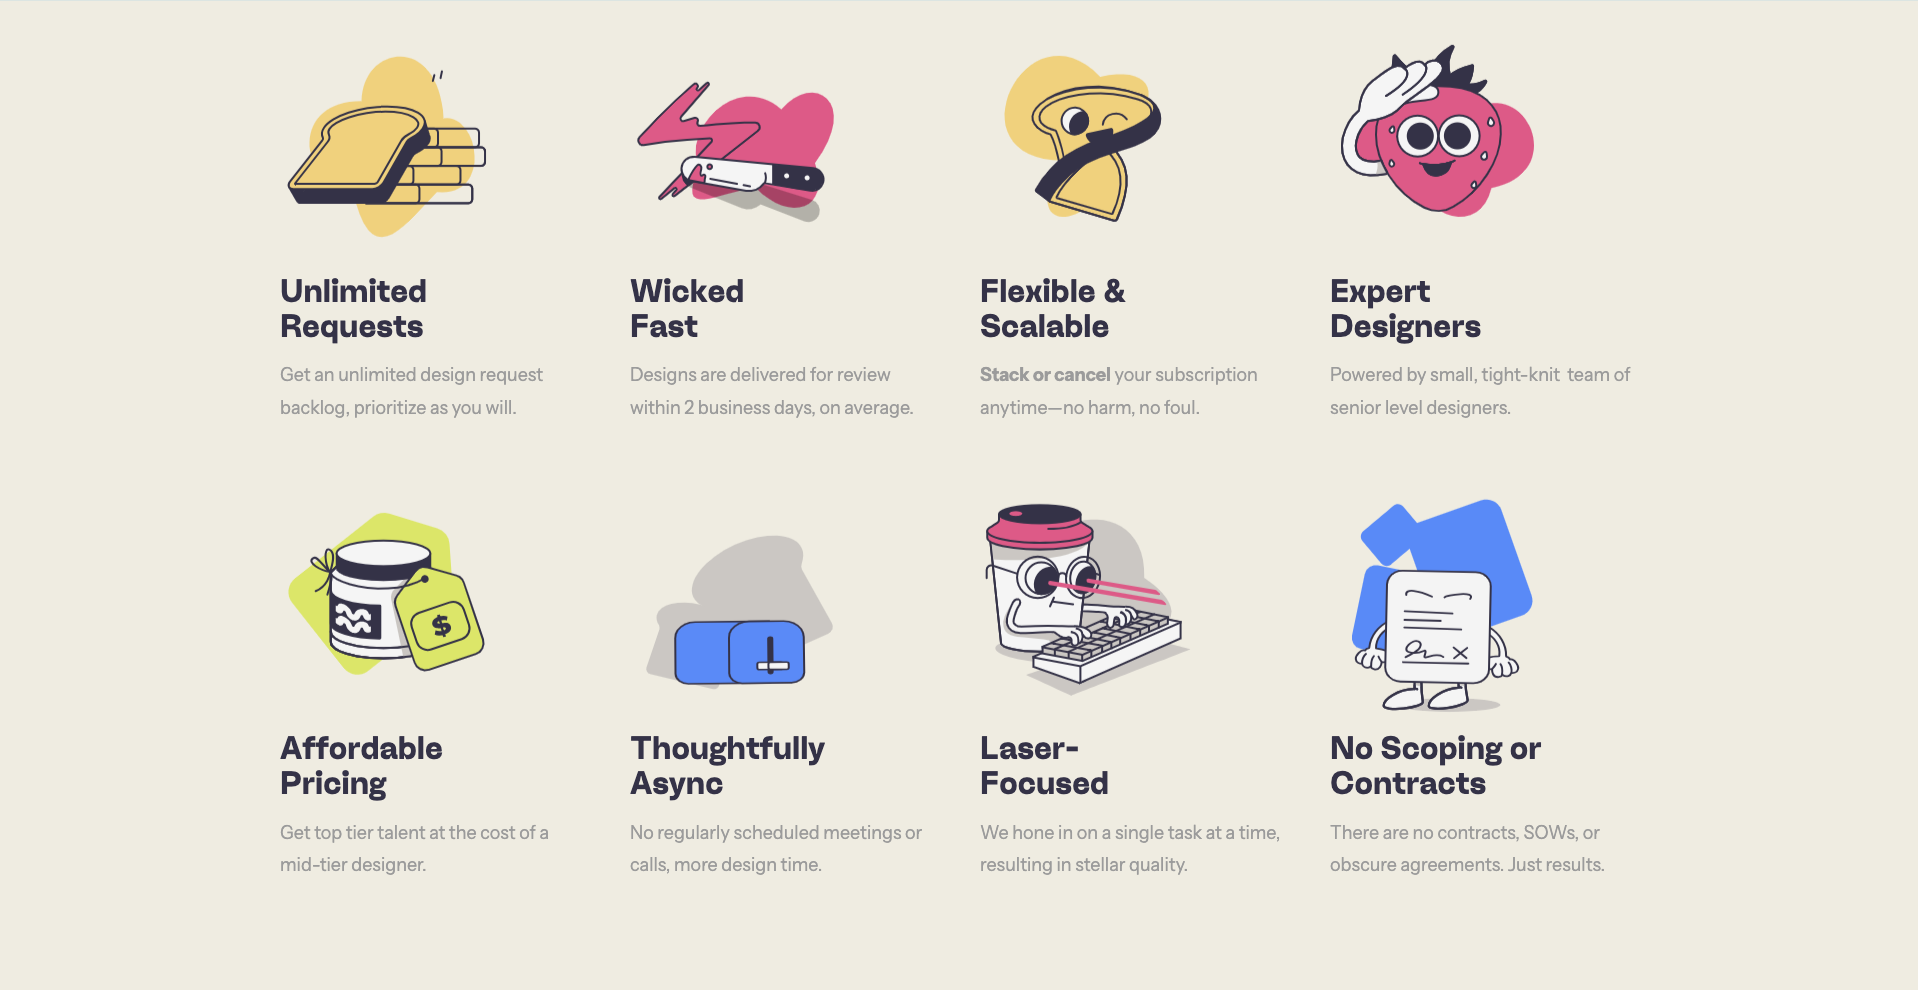 Unlimited
Requests
Get an unlimited design request
backlog, prioritize as you will.
Wicked
Fast
Designs are delivered for review
within 2 business days, on average.
Flexible &
Scalable
Stack or cancel your subscription
anytime—no harm, no foul.
Expert
Designers
Powered by small, tight-knit  team of
senior level designers.
$
Affordable
Pricing
Get top tier talent at the cost of a
mid-tier designer.
Thoughtfully
Async
No regularly scheduled meetings or
calls, more design time.
Laser-
Focused
We hone in on a single task at a time,
resulting in stellar quality.
No Scoping or
Contracts
There are no contracts, SOWs, or
obscure agreements. Just results.